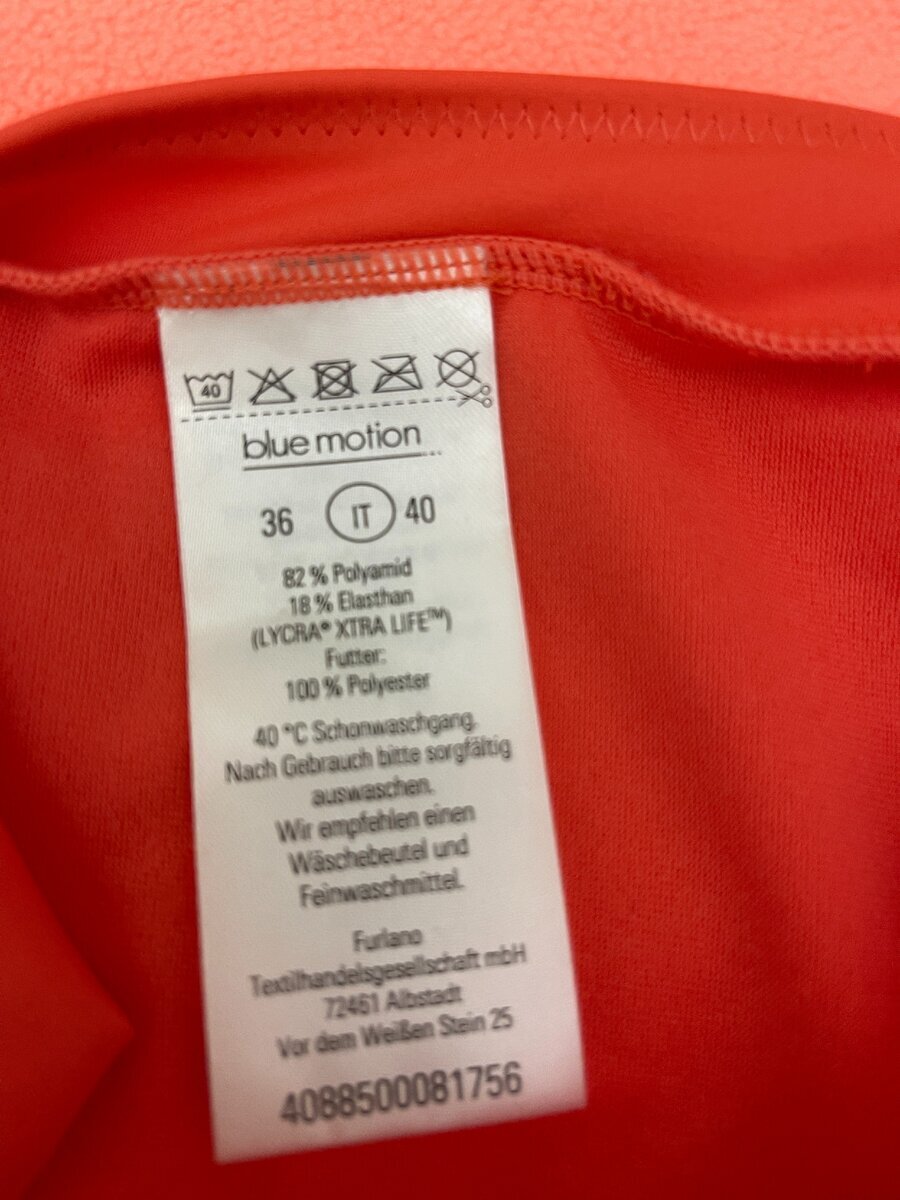 40
blue motion
36 IT 40
82 % Polyamid
18 % Elasthan
(LYCRA® XTRA LIFE™)
Futter:
100 % Polyester
40 °C Schonwaschgang.
Nach Gebrauch bitte sorgfältig
auswaschen.
Wir empfehlen einen
Wäschebeutel und
Feinwaschmittel.
Furlano
Textilhandelsgesellschaft mbH
72461 Albstadt
Vor dem Weißen Stein 25
4088500081756